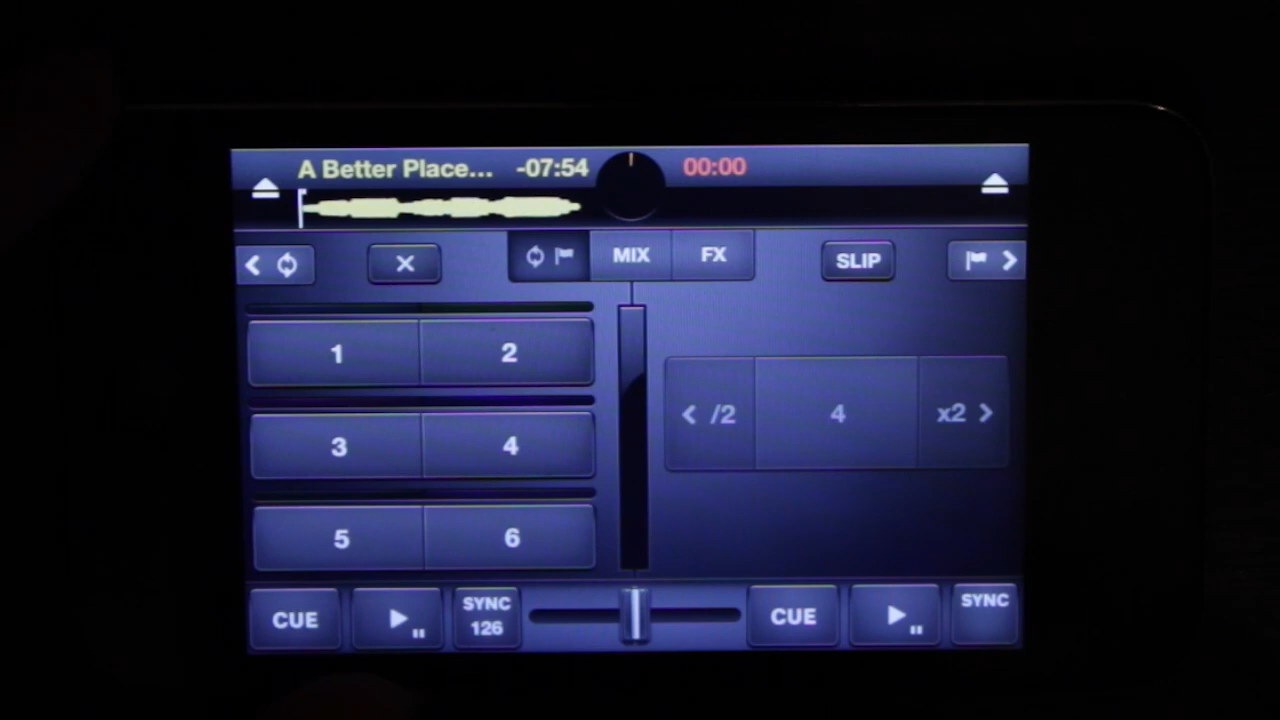 A Better Place... -07:54 00:00
MIX FX SLIP
1 2
3 4
5 6
/2 4 x2
CUE SYNC 126 CUE SYNC